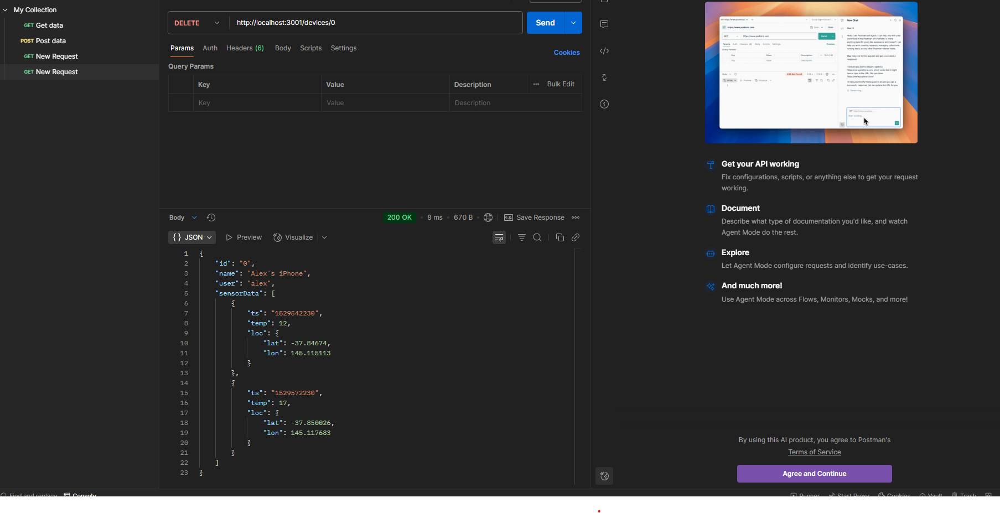 My Collection
GET Get data
POST Post data
GET New Request
GET New Request
DELETE http://localhost:3001/devices/0 Send
Params Auth Headers (6) Body Scripts Settings Cookies
Query Params
Key Value Description Bulk Edit
Key Value Description
Body 200 OK 8 ms 670 B Save Response
{} JSON Preview Visualize
1 {
2 "id": "0",
3 "name": "Alex's iPhone",
4 "user": "alex",
5 "sensorData": [
6 {
7 "ts": "1529542230",
8 "temp": 12,
9 "loc": {
10 "lat": -37.84674,
11 "lon": 145.115113
12 }
13 },
14 {
15 "ts": "1529572230",
16 "temp": 17,
17 "loc": {
18 "lat": -37.850026,
19 "lon": 145.117683
20 }
21 }
22 ]
23 }
New Chat
https://www.postmna.com
Get your API working
Fix configurations, scripts, or anything else to get your request
working.
Document
Describe what type of documentation you'd like, and watch
Agent Mode do the rest.
Explore
Let Agent Mode configure requests and identify use-cases.
And much more!
Use Agent Mode across Flows, Monitors, Mocks, and more!
By using this AI product, you agree to Postman's
Terms of Service
Agree and Continue
Find and replace Console
Runner Start Proxy Cookies Vault Trash